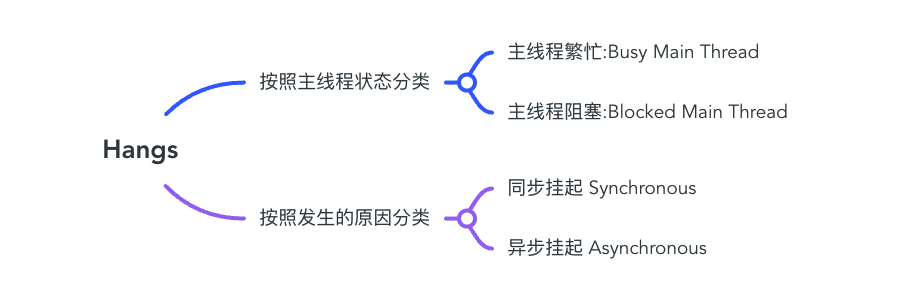 Hangs
按照主线程状态分类
主线程繁忙:Busy Main Thread
主线程阻塞:Blocked Main Thread
按照发生的原因分类
同步挂起 Synchronous
异步挂起 Asynchronous